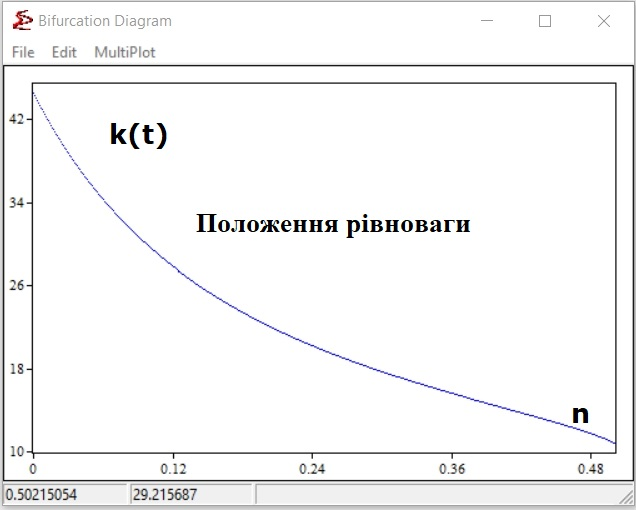 Bifurcation Diagram
File Edit MultiPlot
42
k(t)
34
Положення рівноваги
26
18
n
10
0 0.12 0.24 0.36 0.48
0.50215054 29.215687